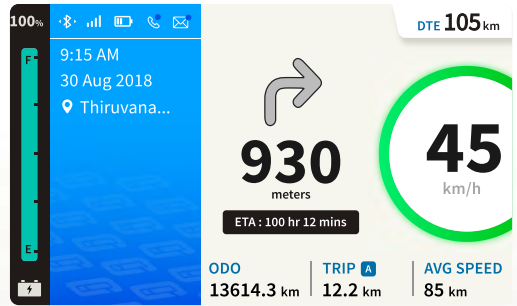 100%
F
E
9:15 AM
30 Aug 2018
Thiruvana...
DTE 105 km
930
meters
ETA : 100 hr 12 mins
45
km/h
ODO
13614.3 km
TRIP A
12.2 km
AVG SPEED
85 km